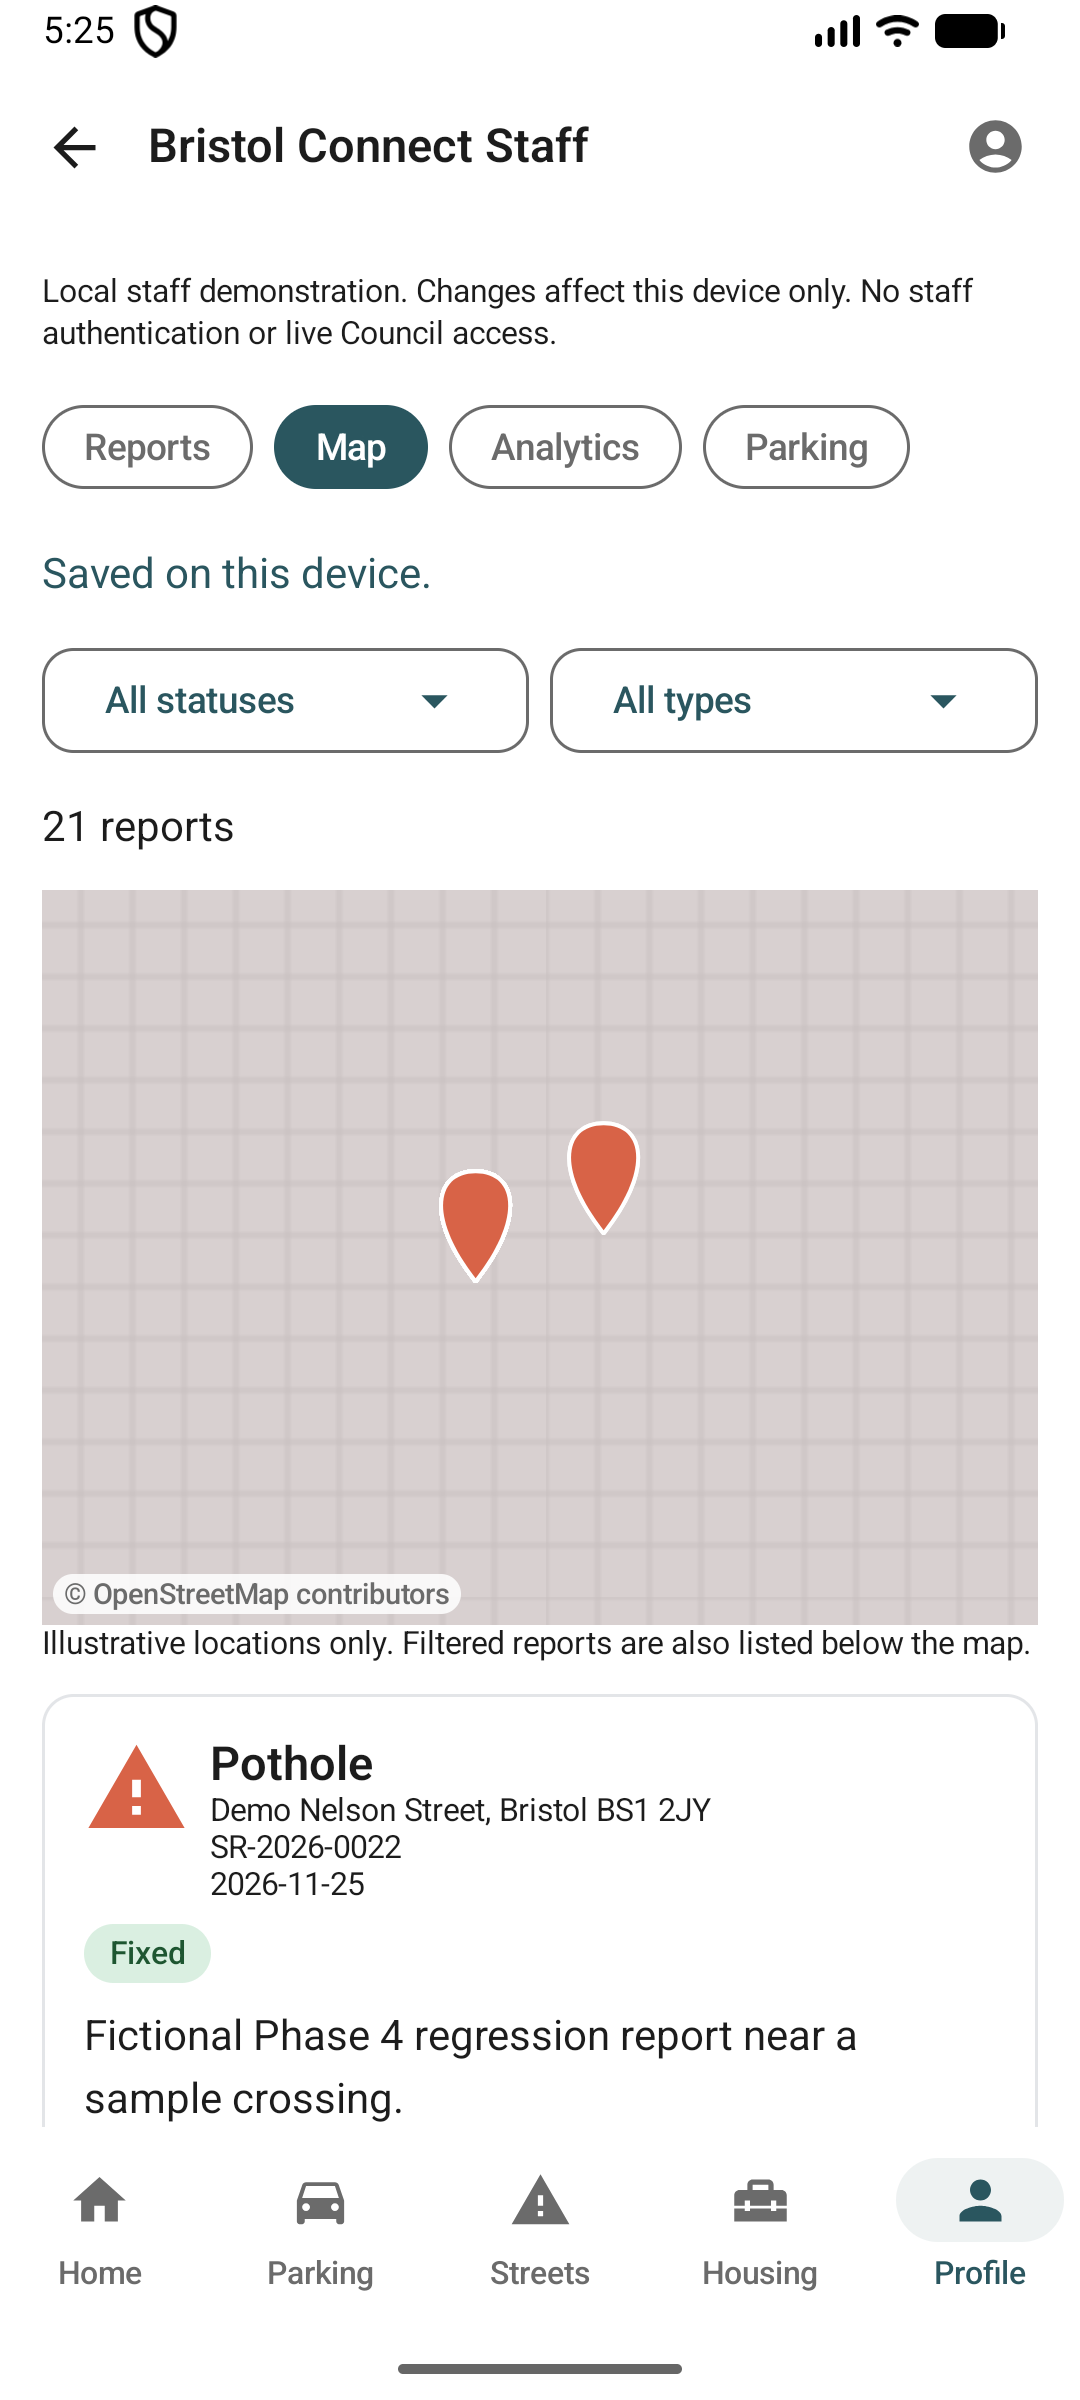 5:25
Bristol Connect Staff
Local staff demonstration. Changes affect this device only. No staff
authentication or live Council access.
Reports
Map
Analytics
Parking
Saved on this device.
All statuses
All types
21 reports
© OpenStreetMap contributors
Illustrative locations only. Filtered reports are also listed below the map.
Pothole
Demo Nelson Street, Bristol BS1 2JY
SR-2026-0022
2026-11-25
Fixed
Fictional Phase 4 regression report near a
sample crossing.
Home
Parking
Streets
Housing
Profile